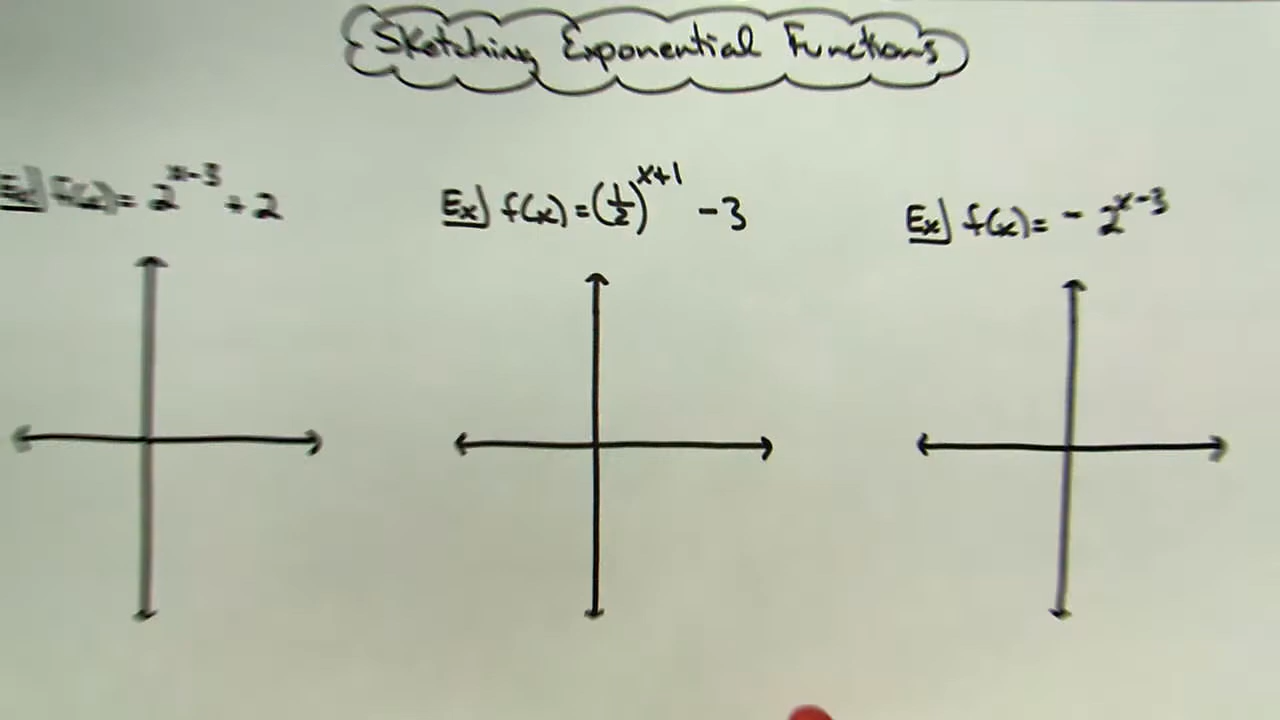 Sketching Exponential Functions
Ex] f(x) = 2^{x-3} + 2
Ex] f(x) = (1/2)^{x+1} - 3
Ex] f(x) = - 2^{x-3}